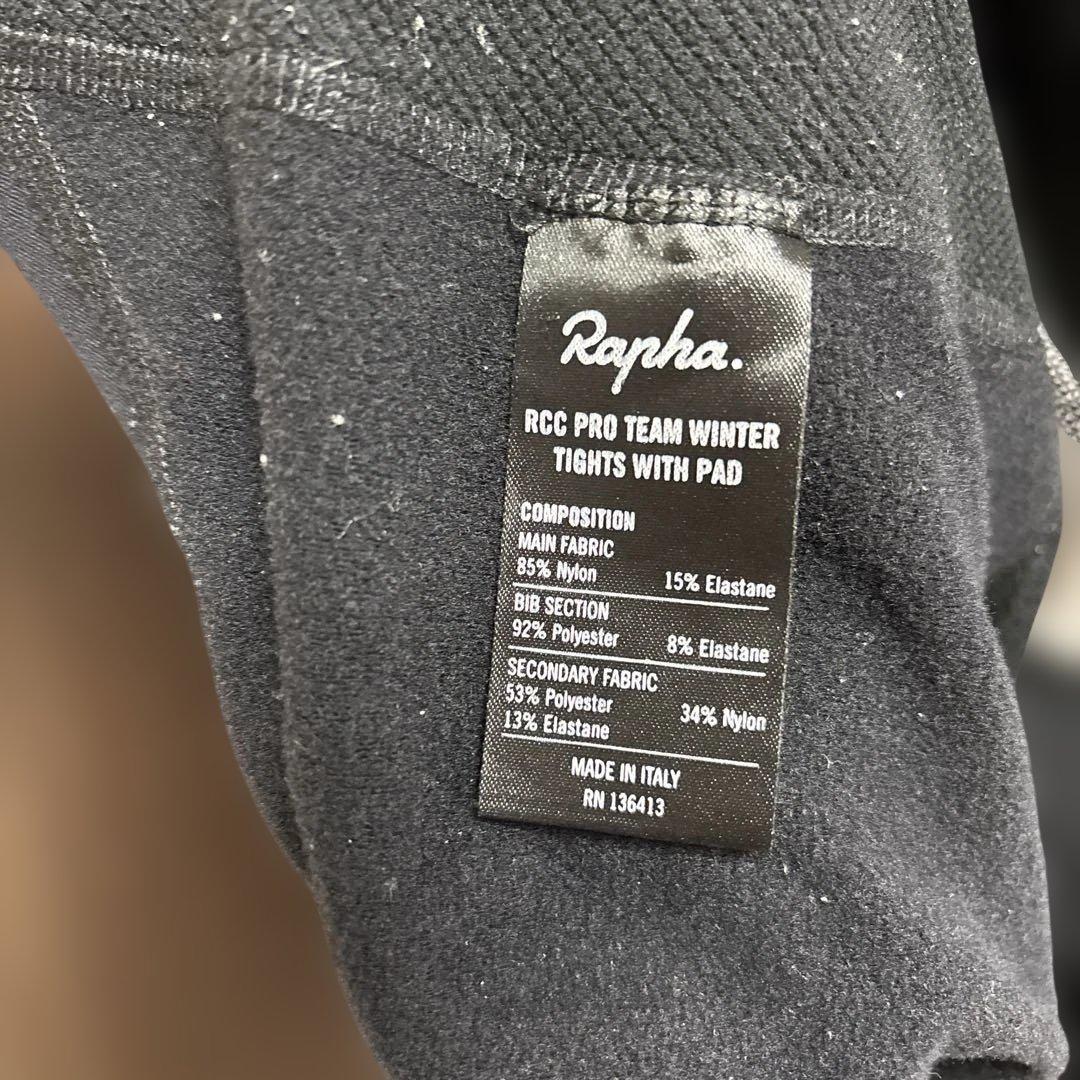 Rapha.
RCC PRO TEAM WINTER
TIGHTS WITH PAD
COMPOSITION
MAIN FABRIC
85% Nylon 15% Elastane
BIB SECTION
92% Polyester 8% Elastane
SECONDARY FABRIC
53% Polyester 34% Nylon
13% Elastane
MADE IN ITALY
RN 136413